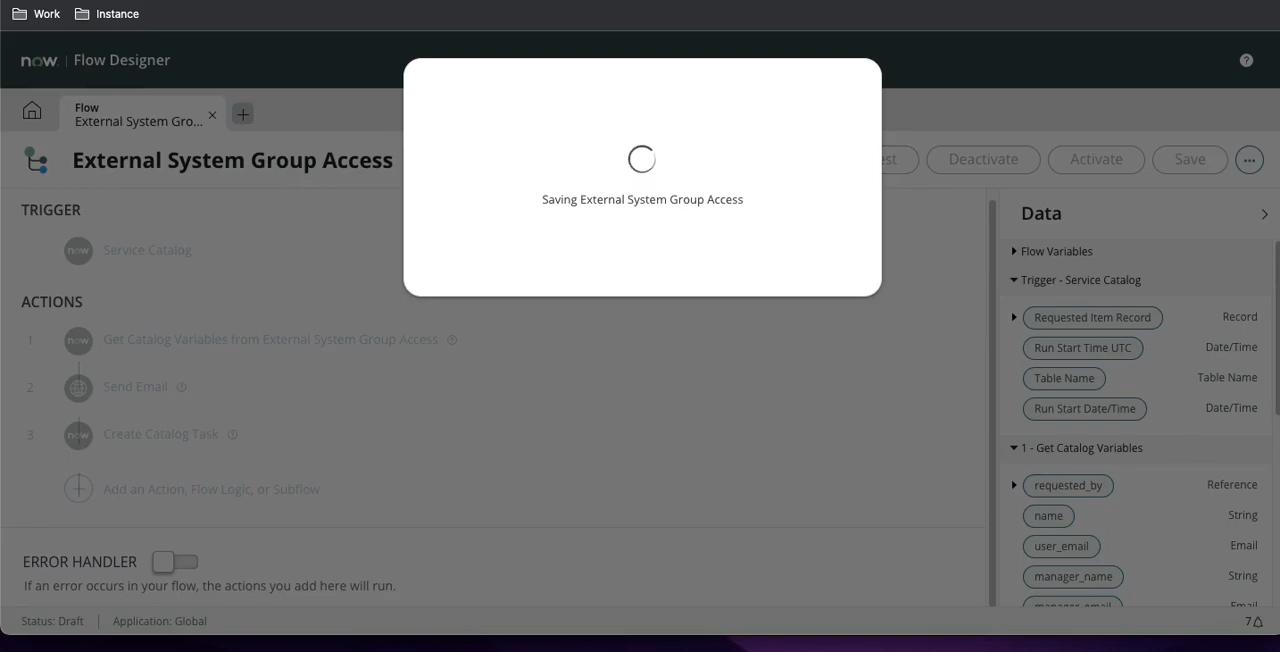 Work Instance
now. Flow Designer ?
Flow
External System Gro...
External System Group Access
est Deactivate Activate Save
Saving External System Group Access
TRIGGER
now Service Catalog
ACTIONS
1 now Get Catalog Variables from External System Group Access
2 Send Email
3 now Create Catalog Task
Add an Action, Flow Logic, or Subflow
ERROR HANDLER
If an error occurs in your flow, the actions you add here will run.
Status: Draft Application: Global
Data
Flow Variables
Trigger - Service Catalog
Requested Item Record Record
Run Start Time UTC Date/Time
Table Name Table Name
Run Start Date/Time Date/Time
1 - Get Catalog Variables
requested_by Reference
name String
user_email Email
manager_name String
manager_email Email
7